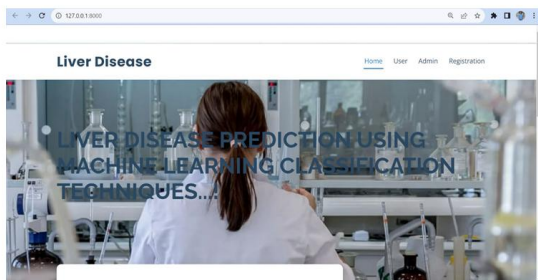 127.0.0.1:8000
Liver Disease
Home User Admin Registration
LIVER DISEASE PREDICTION USING
MACHINE LEARNING CLASSIFICATION
TECHNIQUES....!